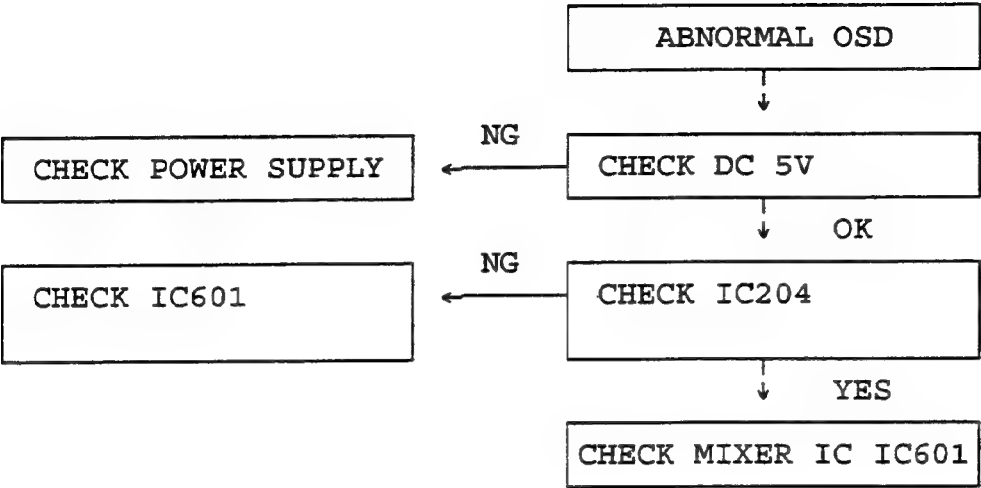 ABNORMAL OSD
NG
CHECK POWER SUPPLY
CHECK DC 5V
OK
NG
CHECK IC601
CHECK IC204
YES
CHECK MIXER IC IC601